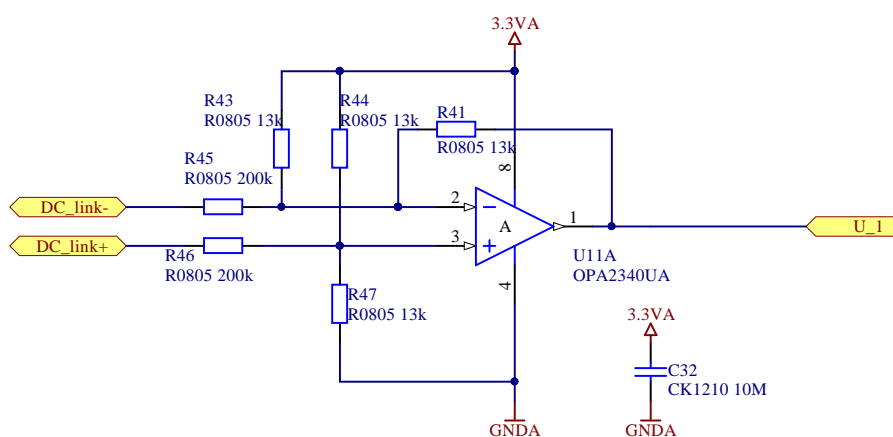 3.3VA
R43
R0805 13k
R44
R0805 13k
R41
R0805 13k
R45
R0805 200k
8
DC_link-
2
A
1
U_1
DC_link+
3
R46
R0805 200k
U11A
OPA2340UA
4
R47
R0805 13k
3.3VA
C32
CK1210 10M
GNDA
GNDA